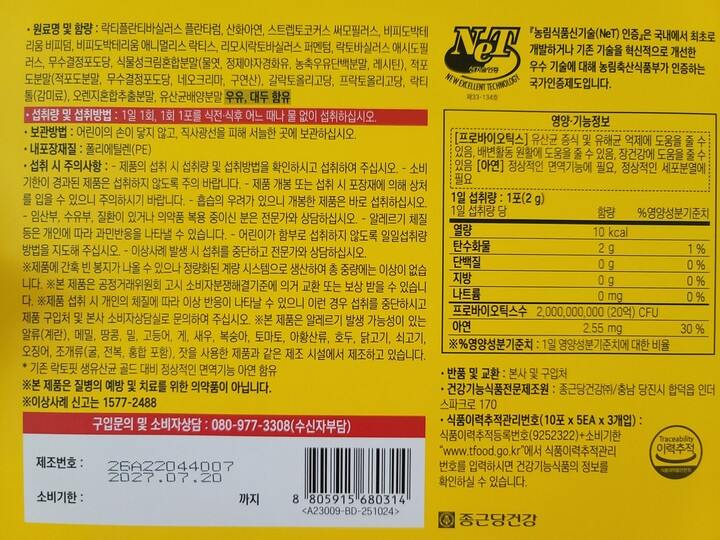 • 원료명 및 함량 : 락티플란티바실러스 플란타럼, 산화아연, 스트렙토커스 써모필러스, 비피도박테
리움 비피덤, 비피도박테리움 애니멀리스 락티스, 리모시락토바실러스 퍼멘텀, 락토바실러스 애시도필
러스, 무수결정포도당, 식물성크림혼합분말(물엿, 정제야자경화유, 농축우유단백분말, 레시틴), 적포
도분말(적포도분말, 무수결정포도당, 네오크리마, 구연산), 갈락토올리고당, 프락토올리고당, 락티
톨(감미료), 오렌지혼합추출분말, 유산균배양분말 우유, 대두 함유
• 섭취량 및 섭취방법 : 1일 1회, 1회 1포를 식전·식후 어느 때나 물 없이 섭취하십시오.
• 보관방법 : 어린이의 손이 닿지 않고, 직사광선을 피해 서늘한 곳에 보관하십시오.
• 내포장재질 : 폴리에틸렌(PE)
• 섭취 시 주의사항 : - 제품의 섭취 시 섭취량 및 섭취방법을 확인하시고 섭취하여 주십시오. - 소비
기한이 경과된 제품은 섭취하지 않도록 주의 바랍니다. - 제품 개봉 또는 섭취 시 포장재에 의해 상처
를 입을 수 있으니 주의하시기 바랍니다. - 흡습의 우려가 있으니 개봉한 제품은 바로 섭취하십시오.
- 임산부, 수유부, 질환이 있거나 의약품 복용 중이신 분은 전문가와 상담하십시오. - 알레르기 체질
등은 개인에 따라 과민반응을 나타낼 수 있습니다. - 어린이가 함부로 섭취하지 않도록 일일섭취량
방법을 지도해 주십시오. - 이상사례 발생 시 섭취를 중단하고 전문가와 상담하십시오.
※제품에 간혹 빈 봉지가 나올 수 있으나 정량화된 계량 시스템으로 생산하여 총 중량에는 이상이 없습
니다. ※본 제품은 공정거래위원회 고시 소비자분쟁해결기준에 의거 교환 또는 보상 받을 수 있습니
다. ※제품 섭취 시 개인의 체질에 따라 이상 반응이 나타날 수 있으니 이런 경우 섭취를 중단하시고
제품 구입처 및 본사 소비자상담실로 문의하여 주십시오. ※본 제품은 알레르기 발생 가능성이 있는
알류(계란), 메밀, 땅콩, 밀, 고등어, 게, 새우, 복숭아, 토마토, 아황산류, 호두, 닭고기, 쇠고기,
오징어, 조개류(굴, 전복, 홍합 포함), 잣을 사용한 제품과 같은 제조 시설에서 제조하고 있습니다.
* 기존 락토핏 생유산균 골드 대비 정상적인 면역기능 아연 함유
※본 제품은 질병의 예방 및 치료를 위한 의약품이 아닙니다.
※이상사례 신고는 1577-2488
구입문의 및 소비자상담 : 080-977-3308(수신자부담)
제조번호 : 26A22D44007
2027.07.20
소비기한 : 까지
8 805915 680314
<A23009-BD-251024>
NeT
신기술인증
NEW EXCELLENT TECHNOLOGY
제33-134호
『농림식품신기술(NeT) 인증』은 국내에서 최초로
개발하거나 기존 기술을 혁신적으로 개선한
우수 기술에 대해 농림축산식품부가 인증하는
국가인증제도입니다.
영양·기능정보
[프로바이오틱스] 유산균 증식 및 유해균 억제에 도움을 줄 수
있음, 배변활동 원활에 도움을 줄 수 있음, 장건강에 도움을 줄 수
있음 [아연] 정상적인 면역기능에 필요, 정상적인 세포분열에
필요
1일 섭취량 : 1포(2 g)
1일 섭취량 당 함량 %영양성분기준치
열량 10 kcal
탄수화물 2 g 1 %
단백질 0 g 0 %
지방 0 g 0 %
나트륨 0 mg 0 %
프로바이오틱스수 2,000,000,000 (20억) CFU
아연 2.55 mg 30 %
※%영양성분기준치 : 1일 영양성분기준치에 대한 비율
• 반품 및 교환 : 본사 및 구입처
• 건강기능식품전문제조원 : 종근당건강㈜/충남 당진시 합덕읍 인더
스파크로 170
• 식품이력추적관리번호(10포 x 5EA x 3개입) :
식품이력추적등록번호(9252322)+소비기한
"www.tfood.go.kr"에서 식품이력추적관리
번호를 입력하시면 건강기능식품의 정보를
확인하실 수 있습니다.
Traceability
이력추적
식품의약품안전처
종근당건강